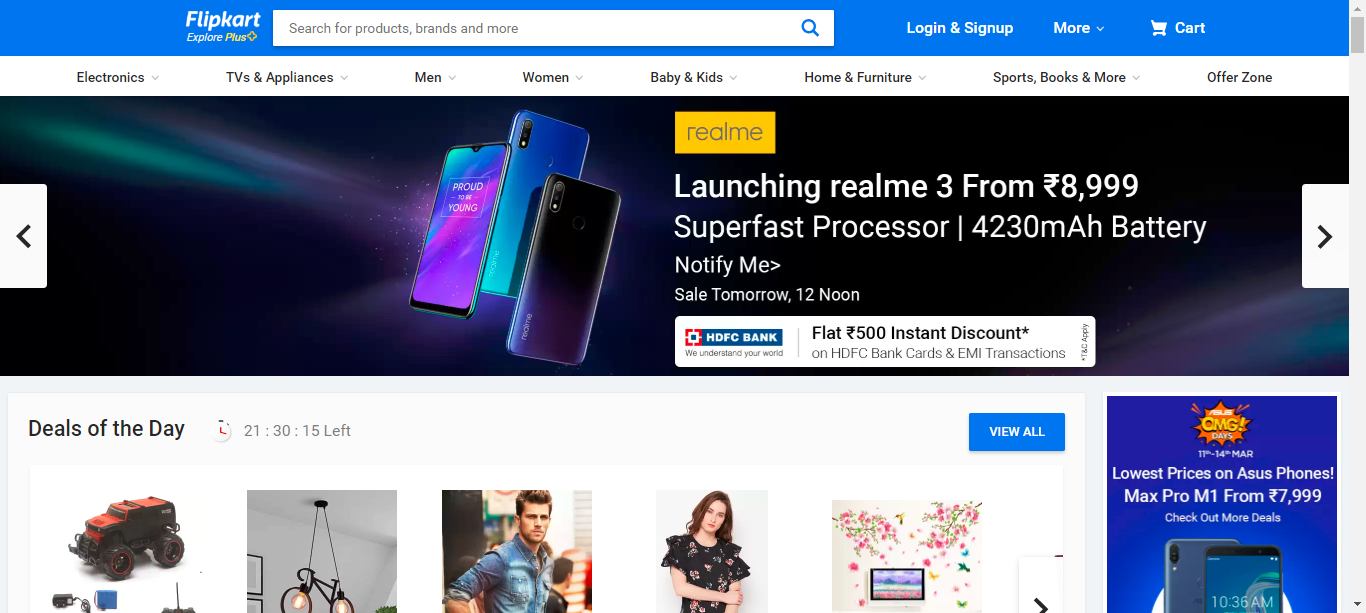 Flipkart
Explore Plus
Search for products, brands and more
Login & Signup
More
Cart
Electronics
TVs & Appliances
Men
Women
Baby & Kids
Home & Furniture
Sports, Books & More
Offer Zone
realme
Launching realme 3 From ₹8,999
Superfast Processor | 4230mAh Battery
Notify Me>
Sale Tomorrow, 12 Noon
HDFC BANK
We understand your world
Flat ₹500 Instant Discount*
on HDFC Bank Cards & EMI Transactions
*T&C Apply
PROUD
TO BE
YOUNG
realme
realme
Deals of the Day
21 : 30 : 15 Left
VIEW ALL
ASUS
OMG!
DAYS
11th-14th MAR
Lowest Prices on Asus Phones!
Max Pro M1 From ₹7,999
Check Out More Deals
10:36 AM